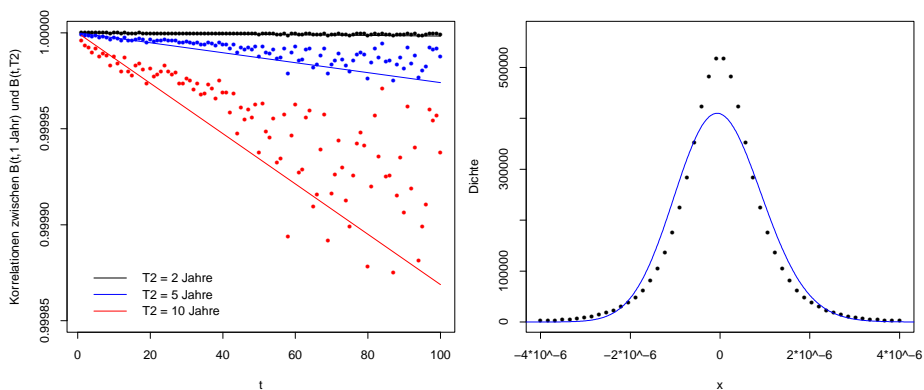 Korrelationen zwischen B(t, 1 Jahr) und B(t, T2)
1.00000
0.99995
0.99990
0.99985
T2 = 2 Jahre
T2 = 5 Jahre
T2 = 10 Jahre
0 20 40 60 80 100
t
Dichte
500000
300000
100000
0
−4*10^−6 −2*10^−6 0 2*10^−6 4*10^−6
x